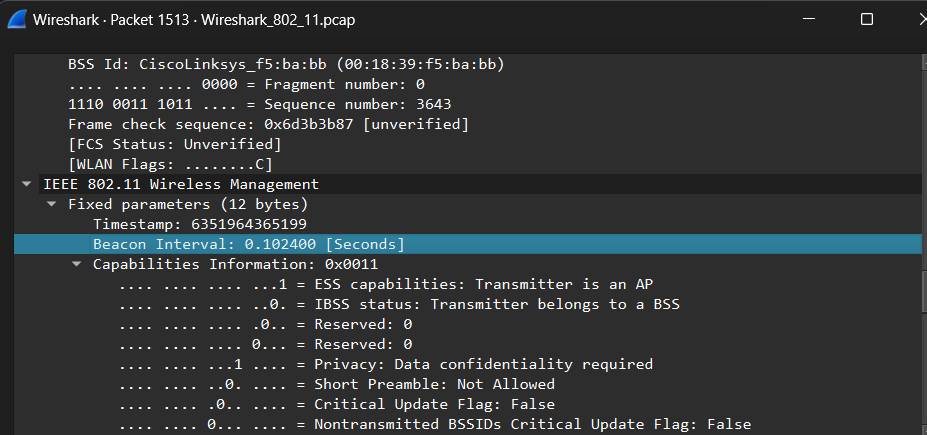 Wireshark · Packet 1513 · Wireshark_802_11.pcap
BSS Id: CiscoLinksys_f5:ba:bb (00:18:39:f5:ba:bb)
.... .... .... 0000 = Fragment number: 0
1110 0011 1011 .... = Sequence number: 3643
Frame check sequence: 0x6d3b3b87 [unverified]
[FCS Status: Unverified]
[WLAN Flags: ........C]
IEEE 802.11 Wireless Management
Fixed parameters (12 bytes)
Timestamp: 6351964365199
Beacon Interval: 0.102400 [Seconds]
Capabilities Information: 0x0011
.... .... .... ...1 = ESS capabilities: Transmitter is an AP
.... .... .... ..0. = IBSS status: Transmitter belongs to a BSS
.... .... .... .0.. = Reserved: 0
.... .... .... 0... = Reserved: 0
.... .... ...1 .... = Privacy: Data confidentiality required
.... .... ..0. .... = Short Preamble: Not Allowed
.... .... .0.. .... = Critical Update Flag: False
.... .... 0... .... = Nontransmitted BSSIDs Critical Update Flag: False